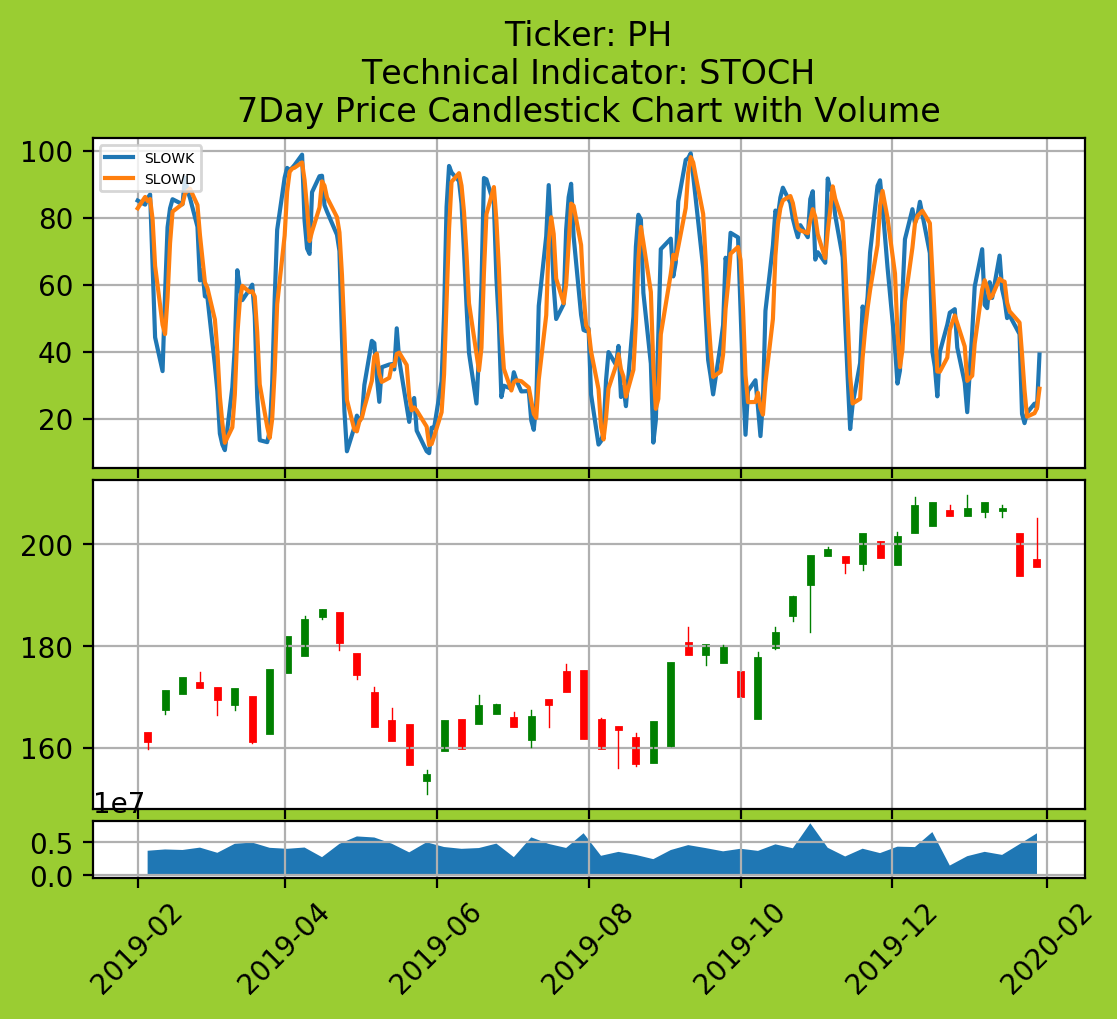 Ticker: PH
Technical Indicator: STOCH
7Day Price Candlestick Chart with Volume
SLOWK
SLOWD
100
80
60
40
20
200
180
160
1e7
0.5
0.0
2019-02
2019-04
2019-06
2019-08
2019-10
2019-12
2020-02